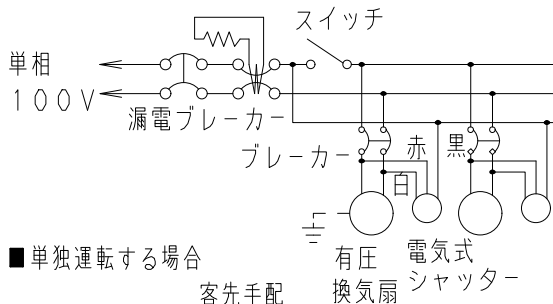 スイッチ
単相
100V
漏電ブレーカー
ブレーカー
赤
黒
白
■単独運転する場合
有圧
換気扇
電気式
シャッター
客先手配